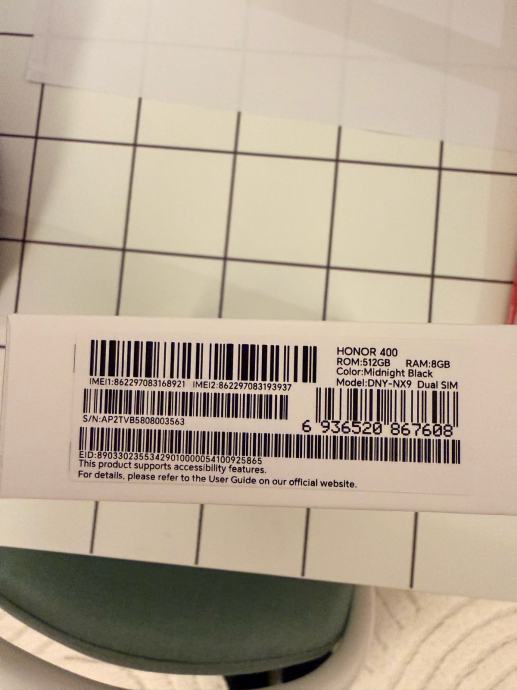 HONOR 400
ROM:512GB RAM:8GB
Color:Midnight Black
Model:DNY-NX9 Dual SIM
IMEI1:862297083168921 IMEI2:862297083193937
S/N:AP2TVB5808003563
6 936520 867608
EID:89033023553429010000054100925865
This product supports accessibility features.
For details, please refer to the User Guide on our official website.